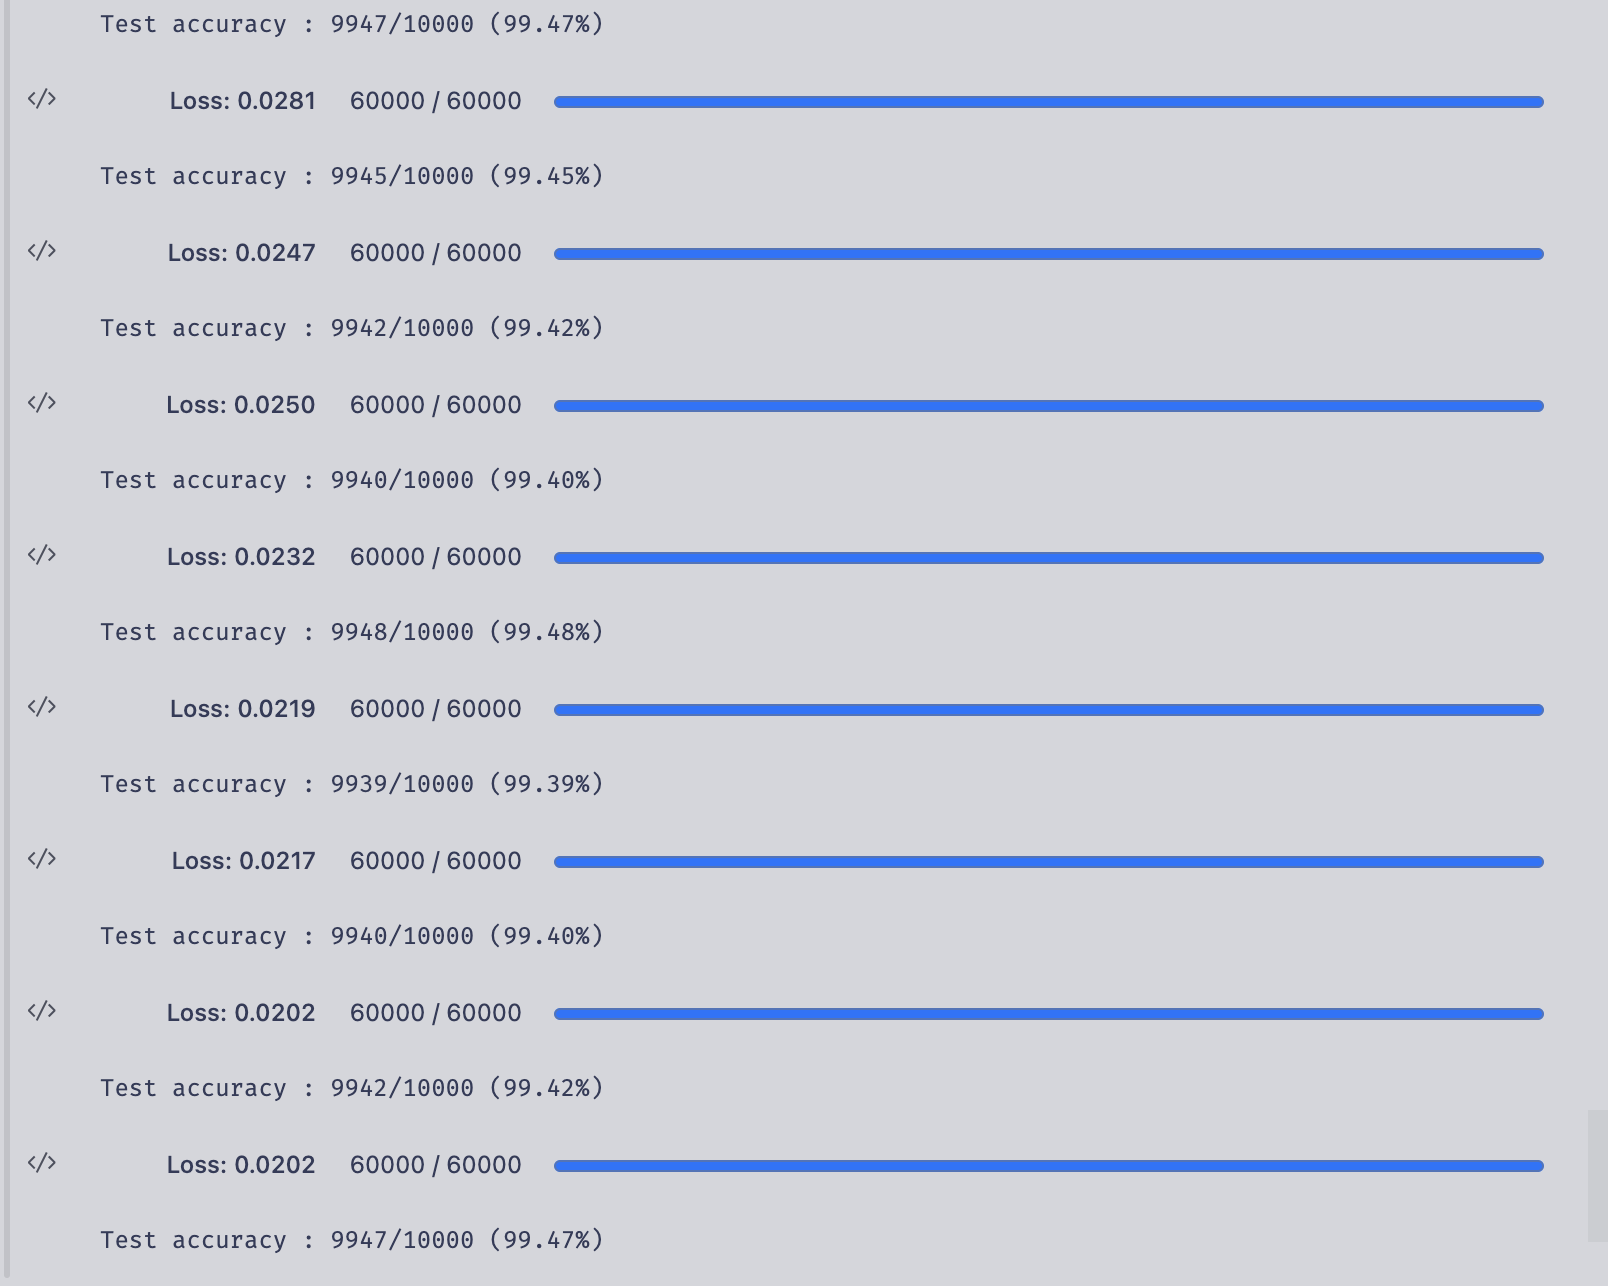 Test accuracy : 9947/10000 (99.47%)
</> Loss: 0.0281 60000 / 60000
Test accuracy : 9945/10000 (99.45%)
</> Loss: 0.0247 60000 / 60000
Test accuracy : 9942/10000 (99.42%)
</> Loss: 0.0250 60000 / 60000
Test accuracy : 9940/10000 (99.40%)
</> Loss: 0.0232 60000 / 60000
Test accuracy : 9948/10000 (99.48%)
</> Loss: 0.0219 60000 / 60000
Test accuracy : 9939/10000 (99.39%)
</> Loss: 0.0217 60000 / 60000
Test accuracy : 9940/10000 (99.40%)
</> Loss: 0.0202 60000 / 60000
Test accuracy : 9942/10000 (99.42%)
</> Loss: 0.0202 60000 / 60000
Test accuracy : 9947/10000 (99.47%)